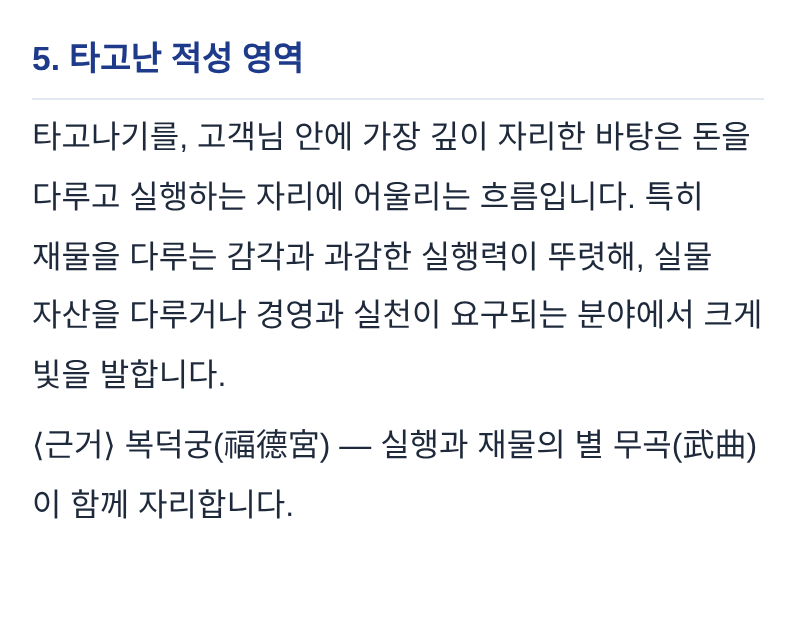 5. 타고난 적성 영역
타고나기를, 고객님 안에 가장 깊이 자리한 바탕은 돈을
다루고 실행하는 자리에 어울리는 흐름입니다. 특히
재물을 다루는 감각과 과감한 실행력이 뚜렷해, 실물
자산을 다루거나 경영과 실천이 요구되는 분야에서 크게
빛을 발합니다.
⟨근거⟩ 복덕궁(福德宮) — 실행과 재물의 별 무곡(武曲)
이 함께 자리합니다.